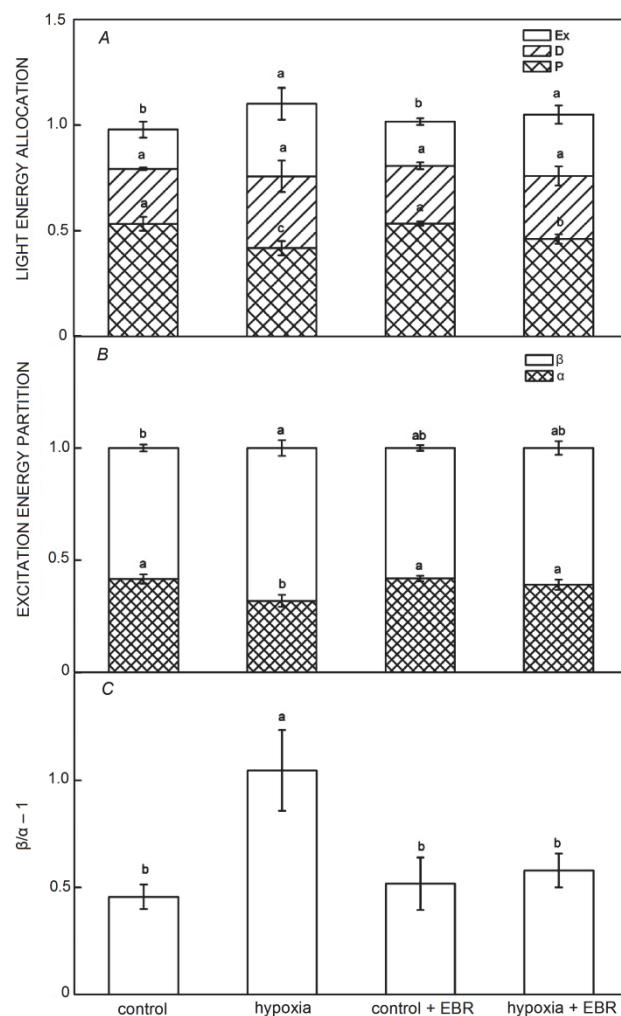 A
Ex
D
P
LIGHT ENERGY ALLOCATION
1.5
1.0
0.5
0
b a b a
a a a a
a c a b
B
β
α
EXCITATION ENERGY PARTITION
1.0
0.5
0
b a ab ab
a b a a
C
β/α – 1
1.0
0.5
0
b a b b
control hypoxia control + EBR hypoxia + EBR